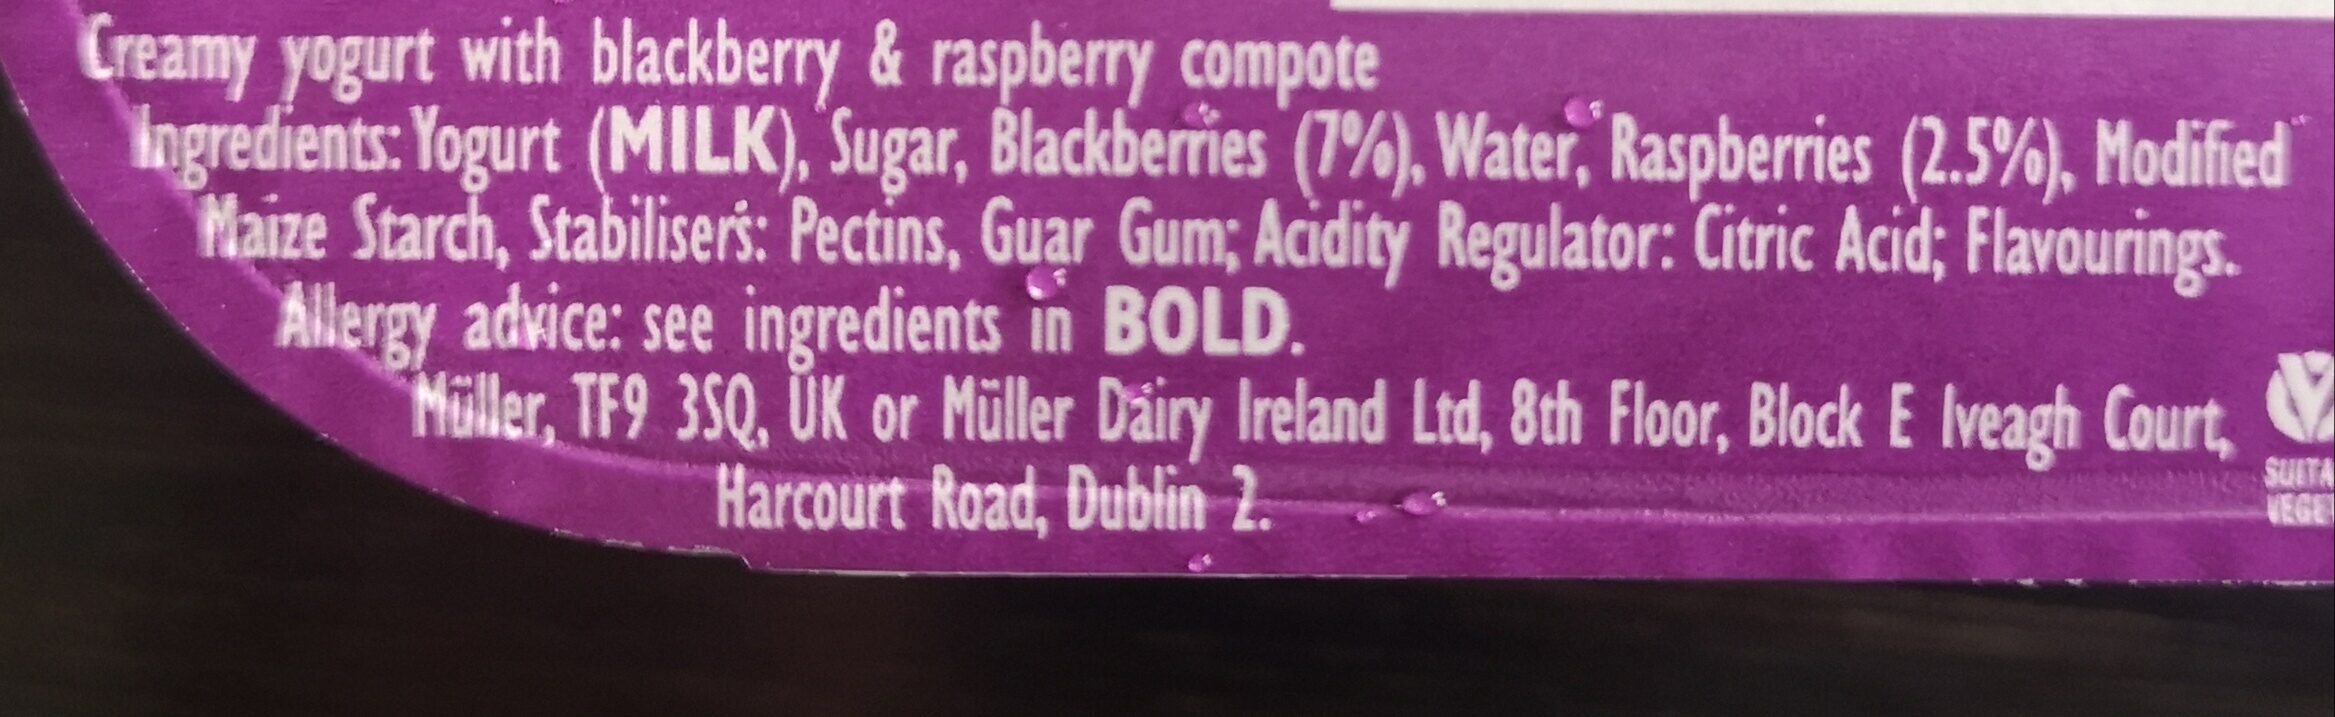 Creamy yogurt with blackberry & raspberry compote
Ingredients: Yogurt (MILK), Sugar, Blackberries (7%), Water, Raspberries (2.5%), Modified
Maize Starch, Stabilisers: Pectins, Guar Gum; Acidity Regulator: Citric Acid; Flavourings.
Allergy advice: see ingredients in BOLD.
Müller, TF9 3SQ, UK or Müller Dairy Ireland Ltd, 8th Floor, Block E Iveagh Court,
Harcourt Road, Dublin 2.
SUITA
VEGE